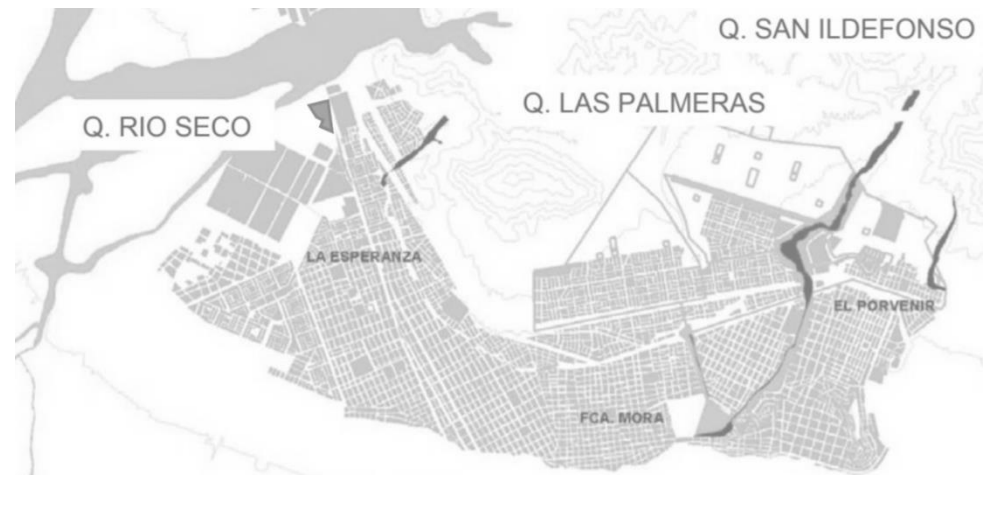 Q. SAN ILDEFONSO
Q. LAS PALMERAS
Q. RIO SECO
LA ESPERANZA
EL PORVENIR
FCA. MORA